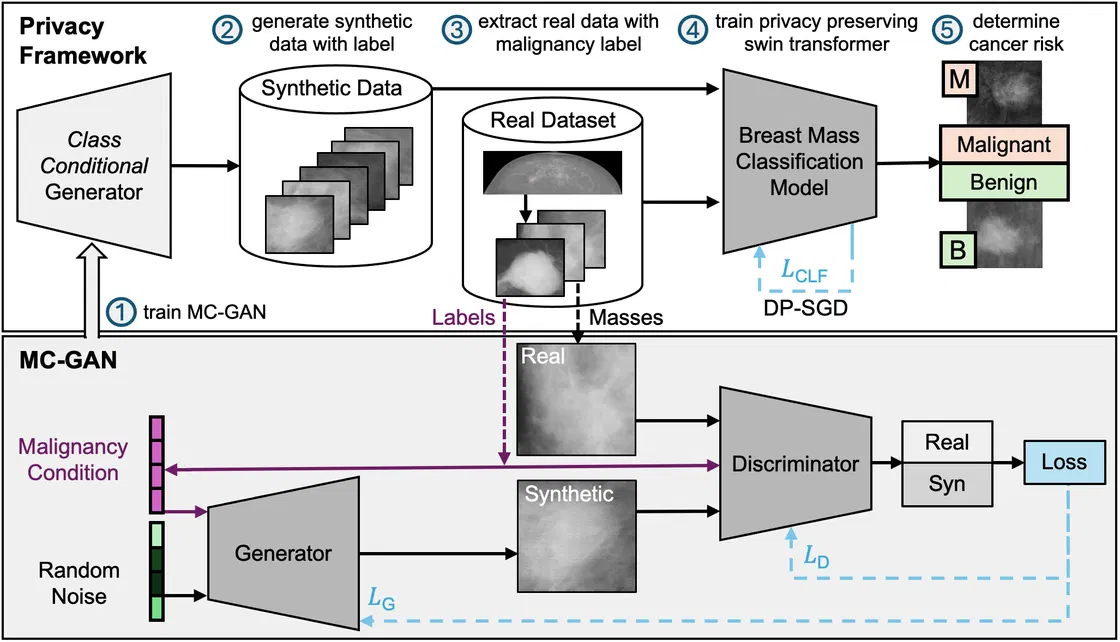 Privacy
Framework
2 generate synthetic
data with label
3 extract real data with
malignancy label
4 train privacy preserving
swin transformer
5 determine
cancer risk
Class
Conditional
Generator
Synthetic Data
Real Dataset
Breast Mass
Classification
Model
M
Malignant
Benign
B
L_CLF
DP-SGD
1 train MC-GAN
Labels
Masses
MC-GAN
Real
Malignancy
Condition
Discriminator
Real
Syn
Loss
Synthetic
Random
Noise
Generator
L_D
L_G